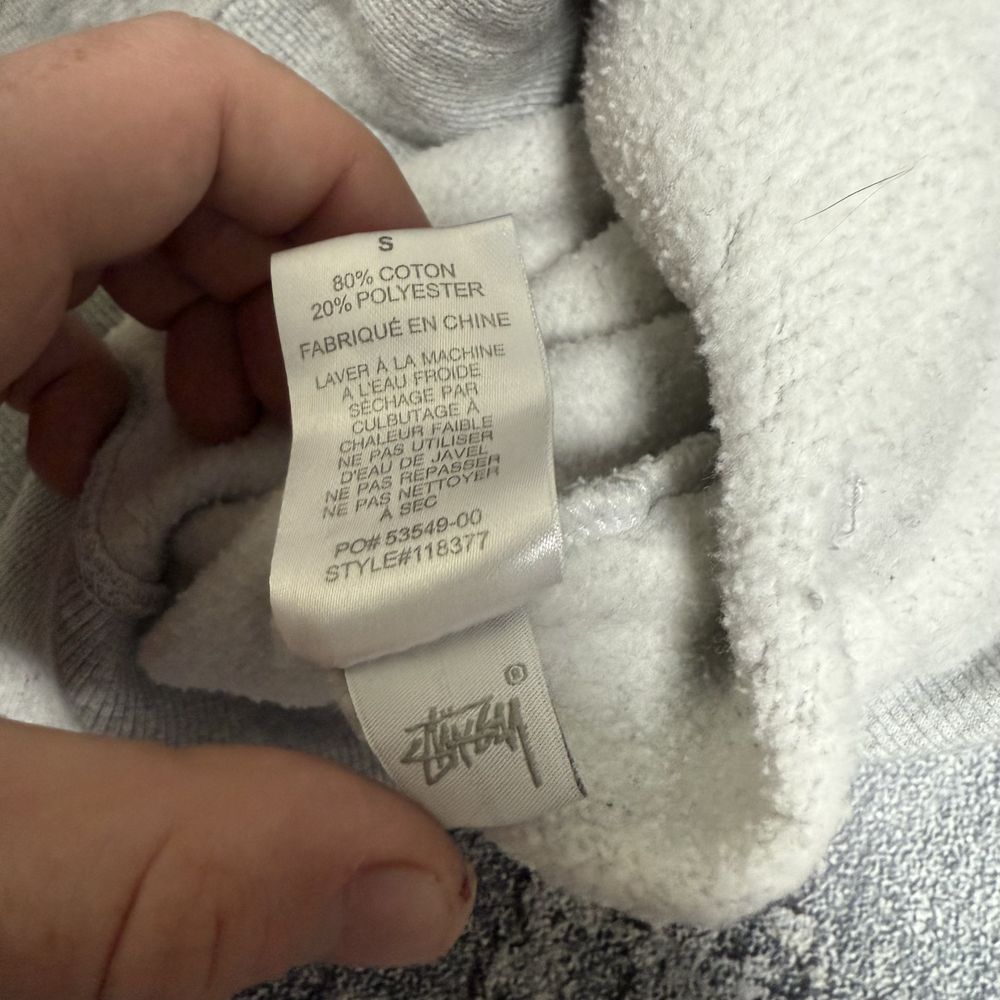 S
80% COTON
20% POLYESTER
FABRIQUÉ EN CHINE
LAVER À LA MACHINE
A L'EAU FROIDE
SÉCHAGE PAR
CULBUTAGE À
CHALEUR FAIBLE
NE PAS UTILISER
D'EAU DE JAVEL
NE PAS REPASSER
NE PAS NETTOYER
À SEC
PO# 53549-00
STYLE#118377
Stüssy ®